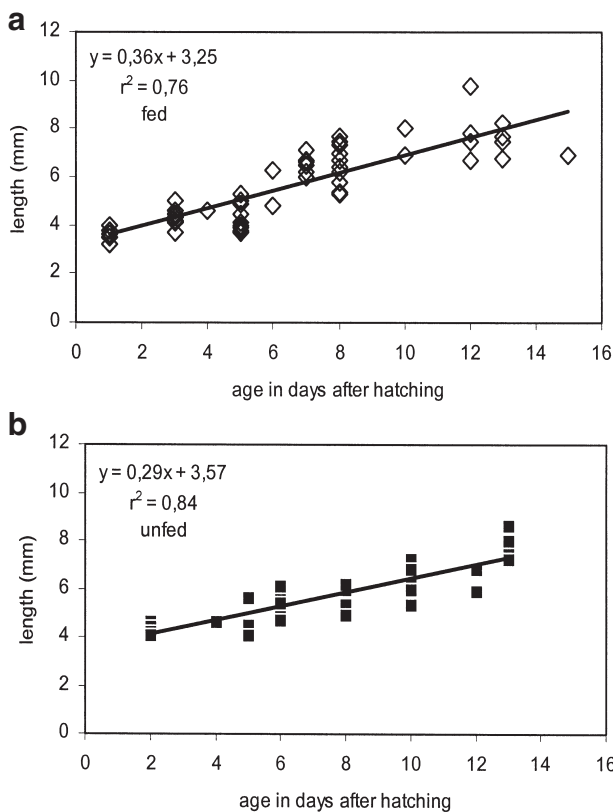 a
12
10
8
6
4
2
0
y = 0,36x + 3,25
r² = 0,76
fed
length (mm)
0 2 4 6 8 10 12 14 16
age in days after hatching
b
12
10
8
6
4
2
0
y = 0,29x + 3,57
r² = 0,84
unfed
length (mm)
0 2 4 6 8 10 12 14 16
age in days after hatching